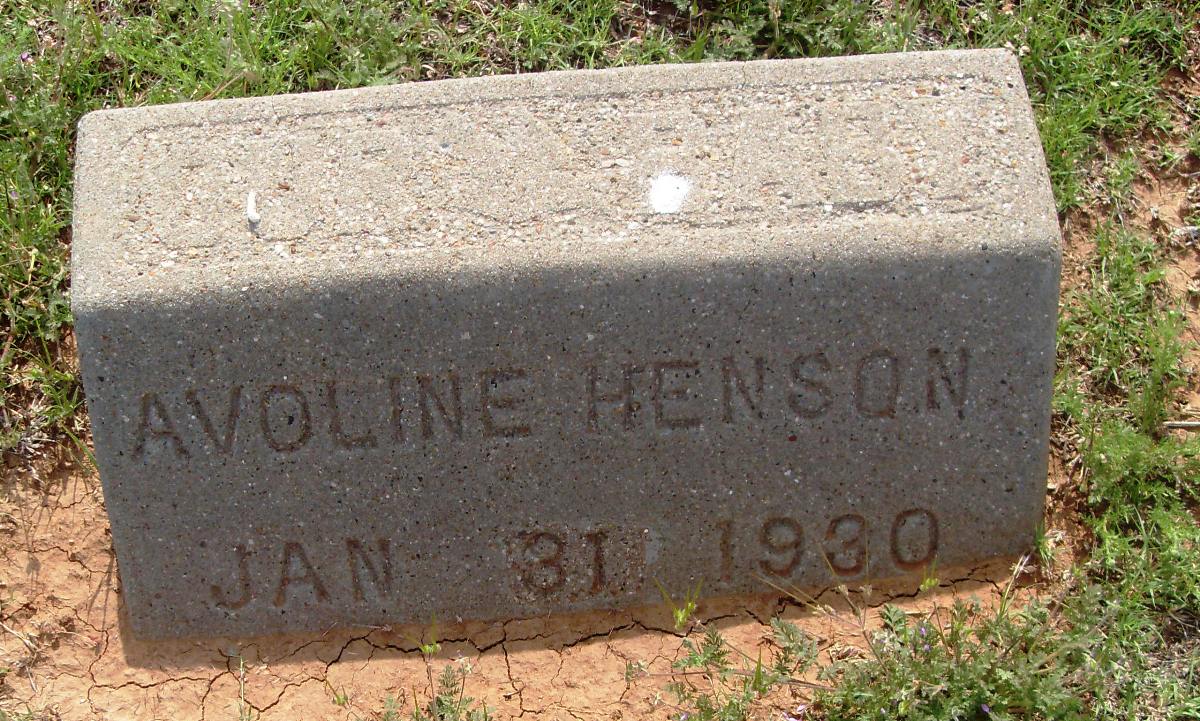 AVOLINE HENSON
JAN 31 1930